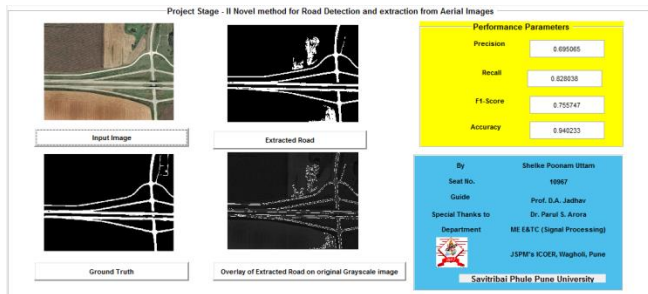 Project Stage - II Novel method for Road Detection and extraction from Aerial Images
Input Image
Extracted Road
Ground Truth
Overlay of Extracted Road on original Grayscale image
Performance Parameters
Precision 0.695065
Recall 0.828038
F1-Score 0.755747
Accuracy 0.940233
By Shelke Poonam Uttam
Seat No. 10967
Guide Prof. D.A. Jadhav
Special Thanks to Dr. Parul S. Arora
Department ME E&TC (Signal Processing)
JSPM's ICOER, Wagholi, Pune
Savitribai Phule Pune University